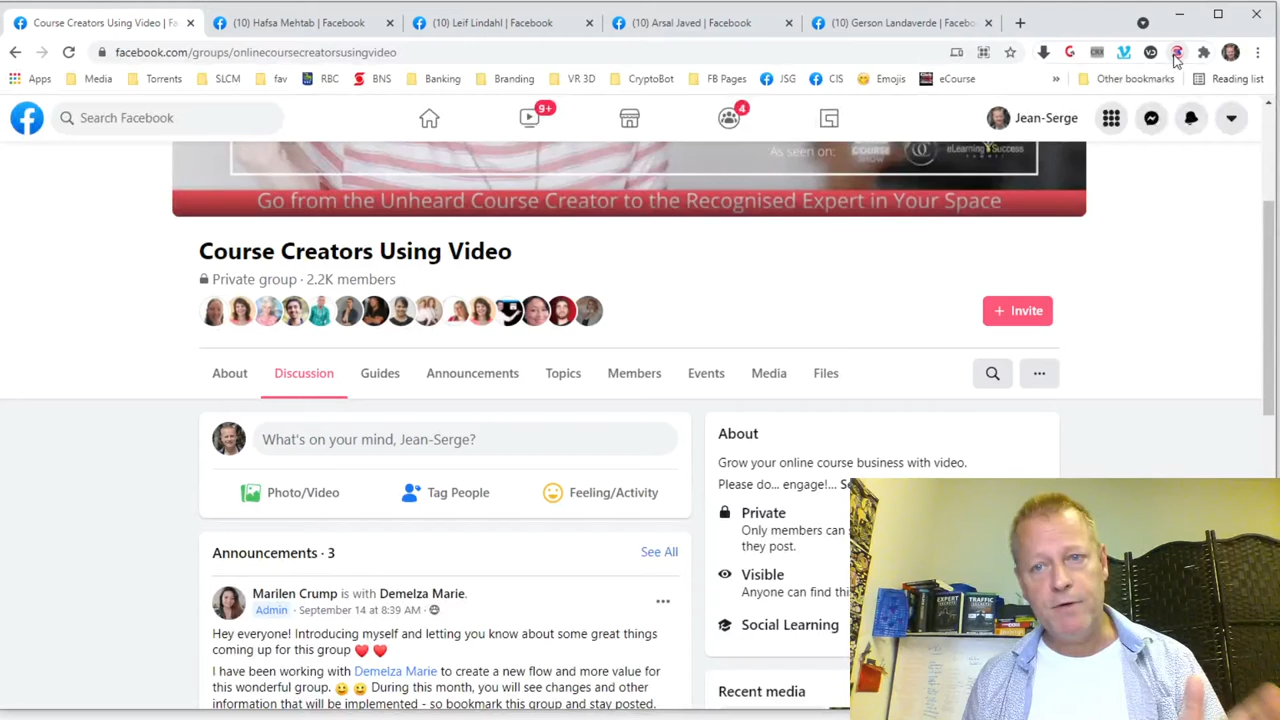 Course Creators Using Video | Fa
(10) Hafsa Mehtab | Facebook
(10) Leif Lindahl | Facebook
(10) Arsal Javed | Facebook
(10) Gerson Landaverde | Facebo
facebook.com/groups/onlinecoursecreatorsusingvideo
Apps
Media
Torrents
SLCM
fav
RBC
BNS
Banking
Branding
VR 3D
CryptoBot
FB Pages
JSG
CIS
Emojis
eCourse
»
Other bookmarks
Reading list
Search Facebook
9+
4
Jean-Serge
As seen on:
COURSE SHOW
eLearning Success
SUMMIT
Go from the Unheard Course Creator to the Recognised Expert in Your Space
Course Creators Using Video
Private group · 2.2K members
+ Invite
About
Discussion
Guides
Announcements
Topics
Members
Events
Media
Files
What's on your mind, Jean-Serge?
Photo/Video
Tag People
Feeling/Activity
Announcements · 3
See All
Marilen Crump is with Demelza Marie.
Admin · September 14 at 8:39 AM ·
Hey everyone! Introducing myself and letting you know about some great things
coming up for this group ❤️ ❤️
I have been working with Demelza Marie to create a new flow and more value for
this wonderful group. 😃 😃 During this month, you will see changes and other
information that will be implemented - so bookmark this group and stay posted.
About
Grow your online course business with video.
Please do... engage!... Se
Private
Only members can
they post.
Visible
Anyone can find thi
Social Learning
Recent media
EXPERT
SECRETS
TRAFFIC
SECRETS